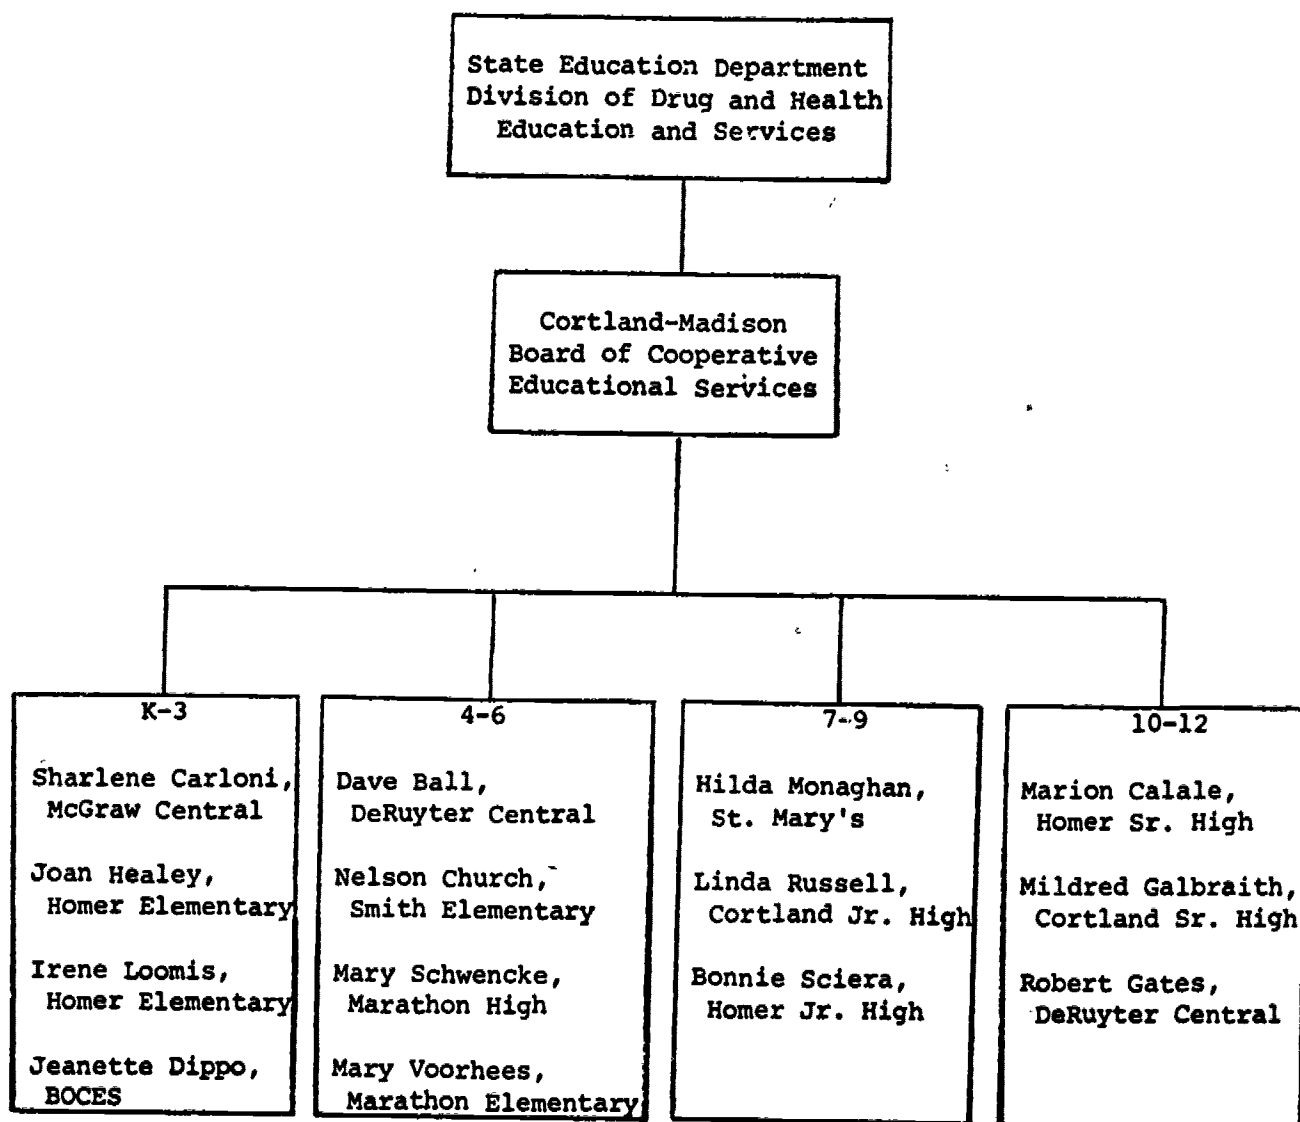 State Education Department
Division of Drug and Health
Education and Services
Cortland-Madison
Board of Cooperative
Educational Services
K-3
Sharlene Carloni,
McGraw Central
Joan Healey,
Homer Elementary
Irene Loomis,
Homer Elementary
Jeanette Dippo,
BOCES
4-6
Dave Ball,
DeRuyter Central
Nelson Church,
Smith Elementary
Mary Schwencke,
Marathon High
Mary Voorhees,
Marathon Elementary
7-9
Hilda Monaghan,
St. Mary's
Linda Russell,
Cortland Jr. High
Bonnie Sciera,
Homer Jr. High
10-12
Marion Calale,
Homer Sr. High
Mildred Galbraith,
Cortland Sr. High
Robert Gates,
DeRuyter Central